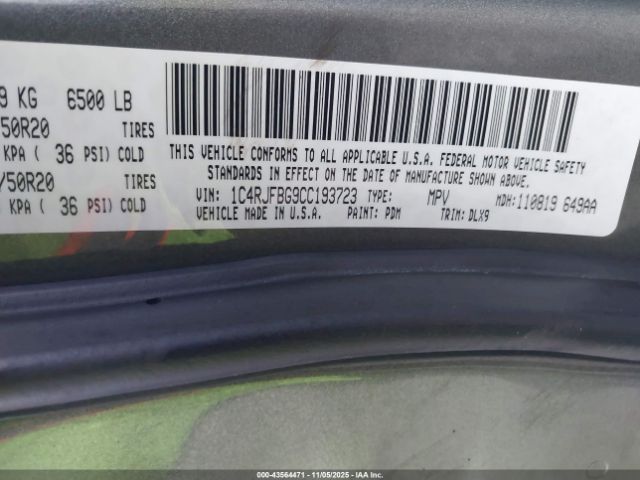 9 KG 6500 LB
/50R20 TIRES
KPA ( 36 PSI) COLD
/50R20 TIRES
KPA ( 36 PSI) COLD
THIS VEHICLE CONFORMS TO ALL APPLICABLE U.S.A. FEDERAL MOTOR VEHICLE SAFETY
STANDARDS IN EFFECT ON THE DATE OF MANUFACTURE SHOWN ABOVE.
VIN: 1C4RJFBG9CC193723 TYPE: MPV MDH: 110819 649AA
VEHICLE MADE IN U.S.A. PAINT: PDM TRIM: DLX9
000-43564471 | 11/05/2025 | IAAI-SCT